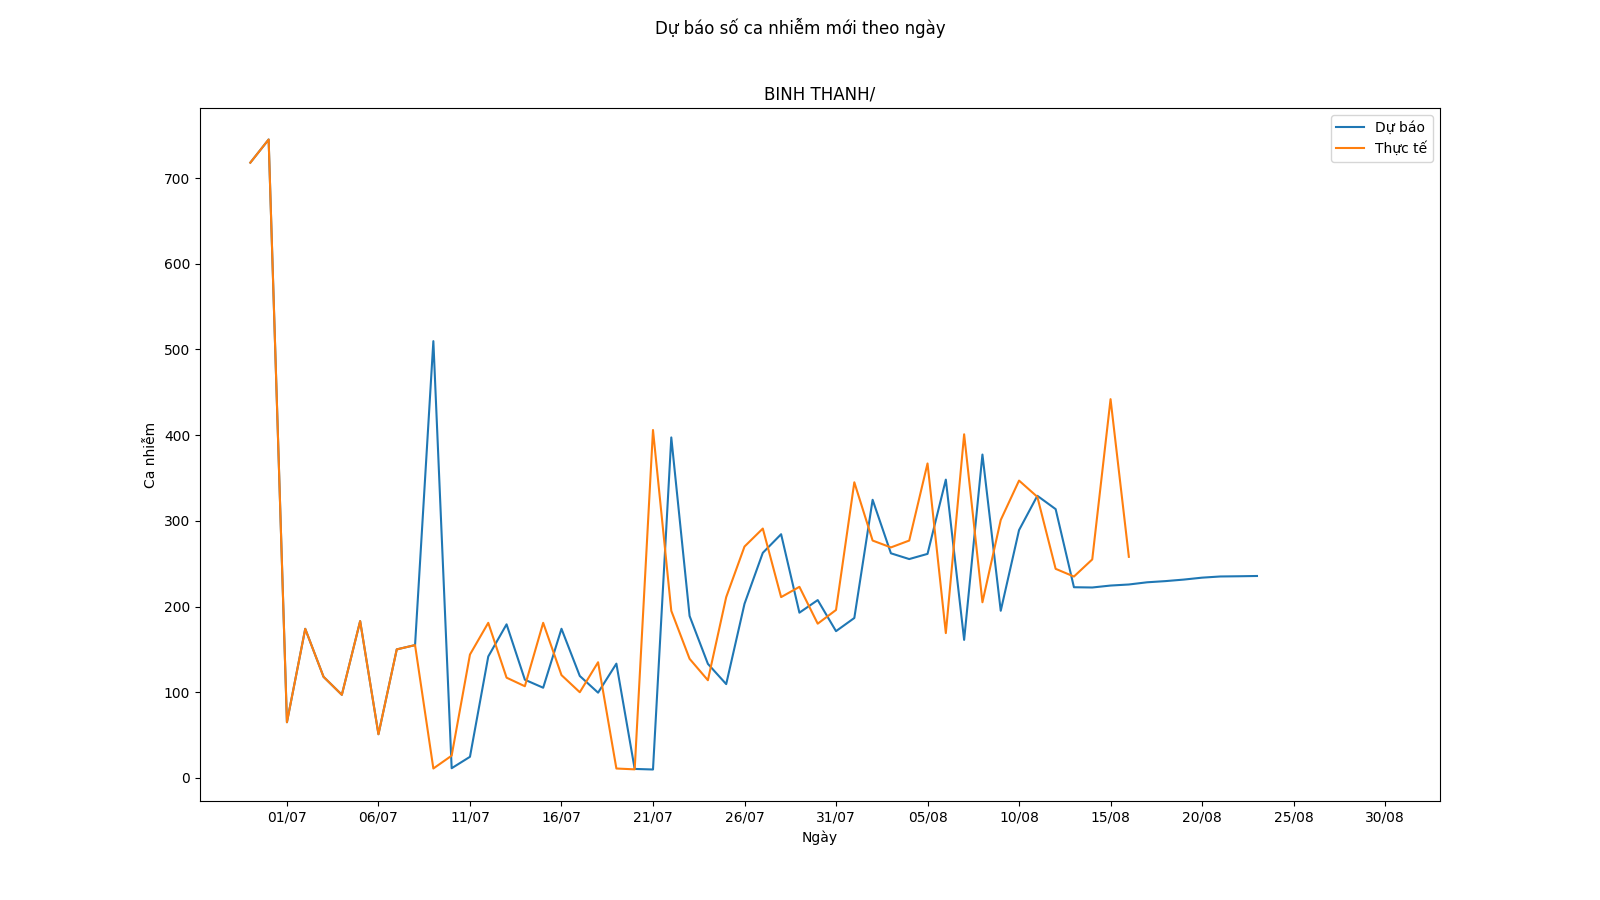 Dự báo số ca nhiễm mới theo ngày
BINH THANH/
Dự báo
Thực tế
700
600
500
400
300
200
100
0
Ca nhiễm
01/07 06/07 11/07 16/07 21/07 26/07 31/07 05/08 10/08 15/08 20/08 25/08 30/08
Ngày